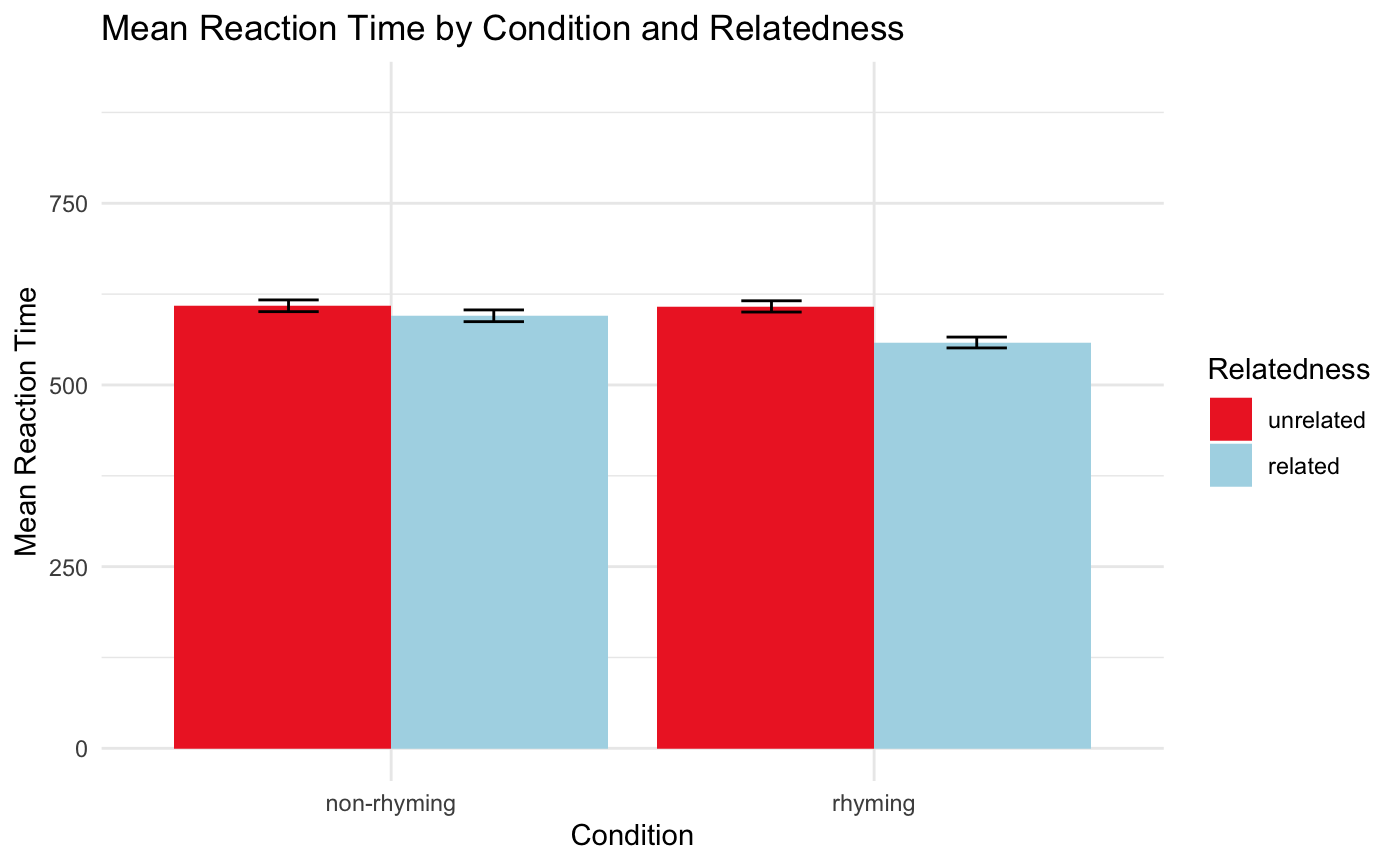 Mean Reaction Time by Condition and Relatedness
750
500
250
0
Mean Reaction Time
non-rhyming
rhyming
Condition
Relatedness
unrelated
related